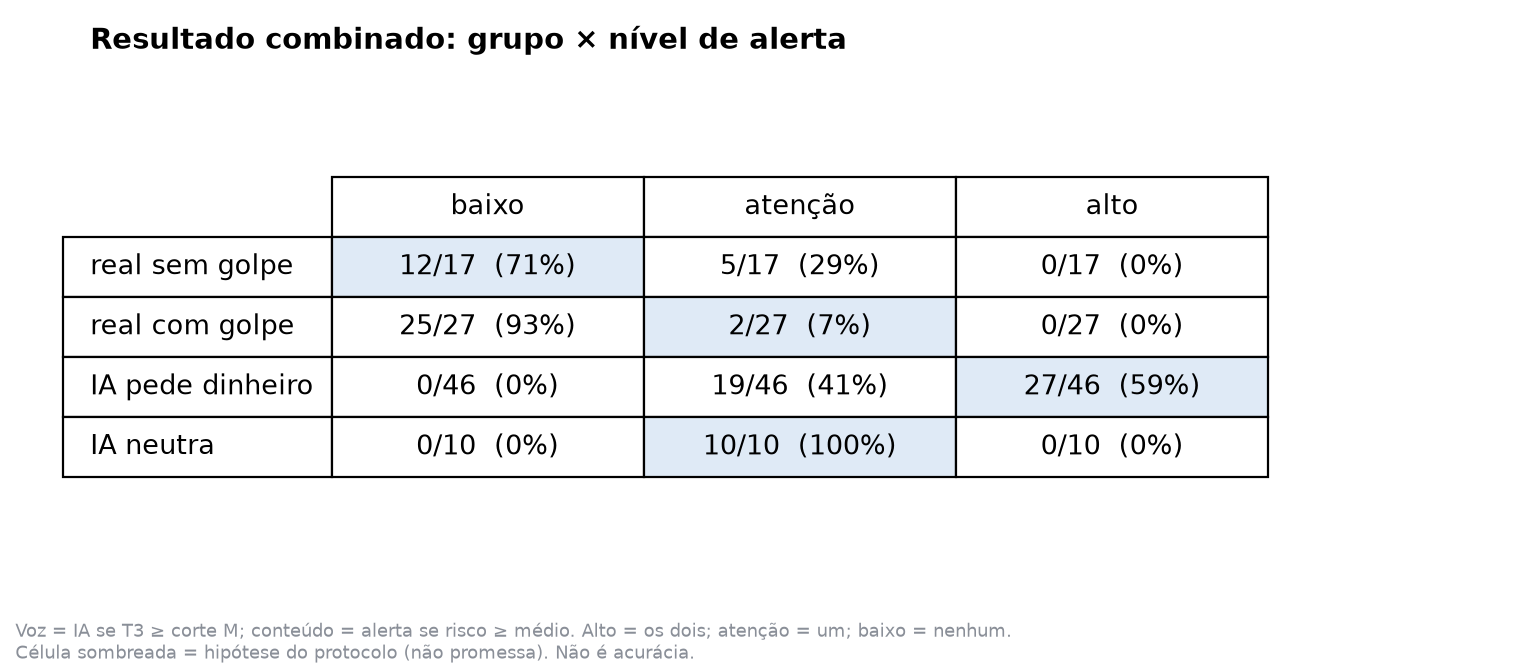 Resultado combinado: grupo × nível de alerta
baixo atenção alto
real sem golpe 12/17 (71%) 5/17 (29%) 0/17 (0%)
real com golpe 25/27 (93%) 2/27 (7%) 0/27 (0%)
IA pede dinheiro 0/46 (0%) 19/46 (41%) 27/46 (59%)
IA neutra 0/10 (0%) 10/10 (100%) 0/10 (0%)
Voz = IA se T3 ≥ corte M; conteúdo = alerta se risco ≥ médio. Alto = os dois; atenção = um; baixo = nenhum.
Célula sombreada = hipótese do protocolo (não promessa). Não é acurácia.